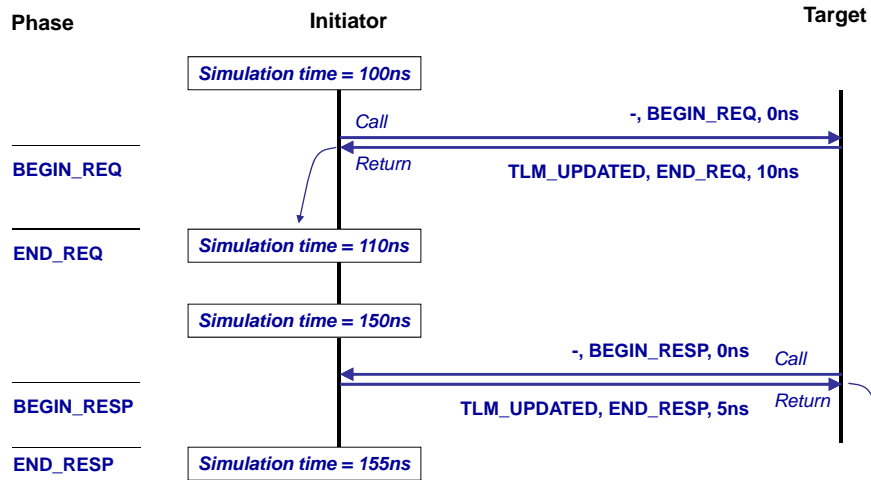 Phase Initiator Target
Simulation time = 100ns
Call -, BEGIN_REQ, 0ns
BEGIN_REQ Return TLM_UPDATED, END_REQ, 10ns
END_REQ Simulation time = 110ns
Simulation time = 150ns
-, BEGIN_RESP, 0ns Call
BEGIN_RESP TLM_UPDATED, END_RESP, 5ns Return
END_RESP Simulation time = 155ns